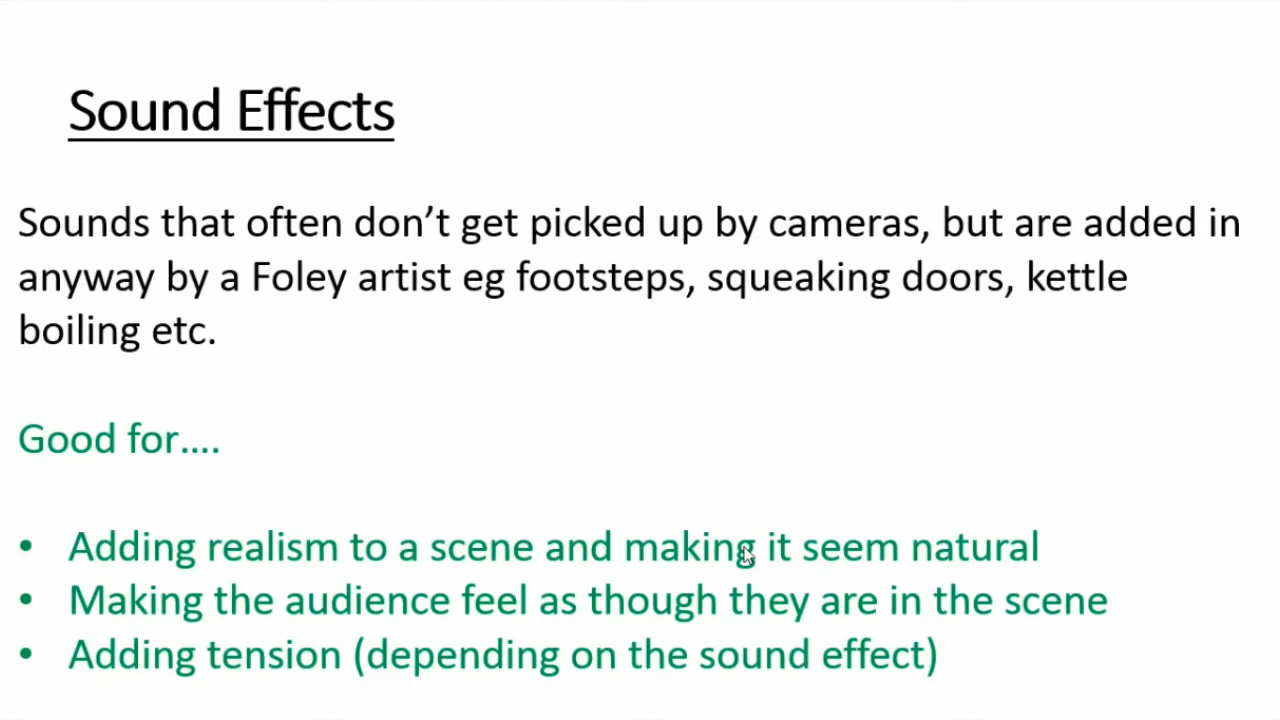 Sound Effects
Sounds that often don’t get picked up by cameras, but are added in
anyway by a Foley artist eg footsteps, squeaking doors, kettle
boiling etc.
Good for....
• Adding realism to a scene and making it seem natural
• Making the audience feel as though they are in the scene
• Adding tension (depending on the sound effect)